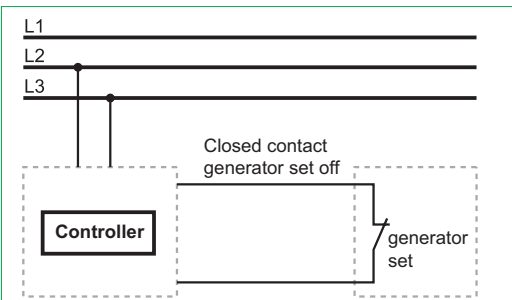 L1
L2
L3
Closed contact
generator set off
Controller
generator
set